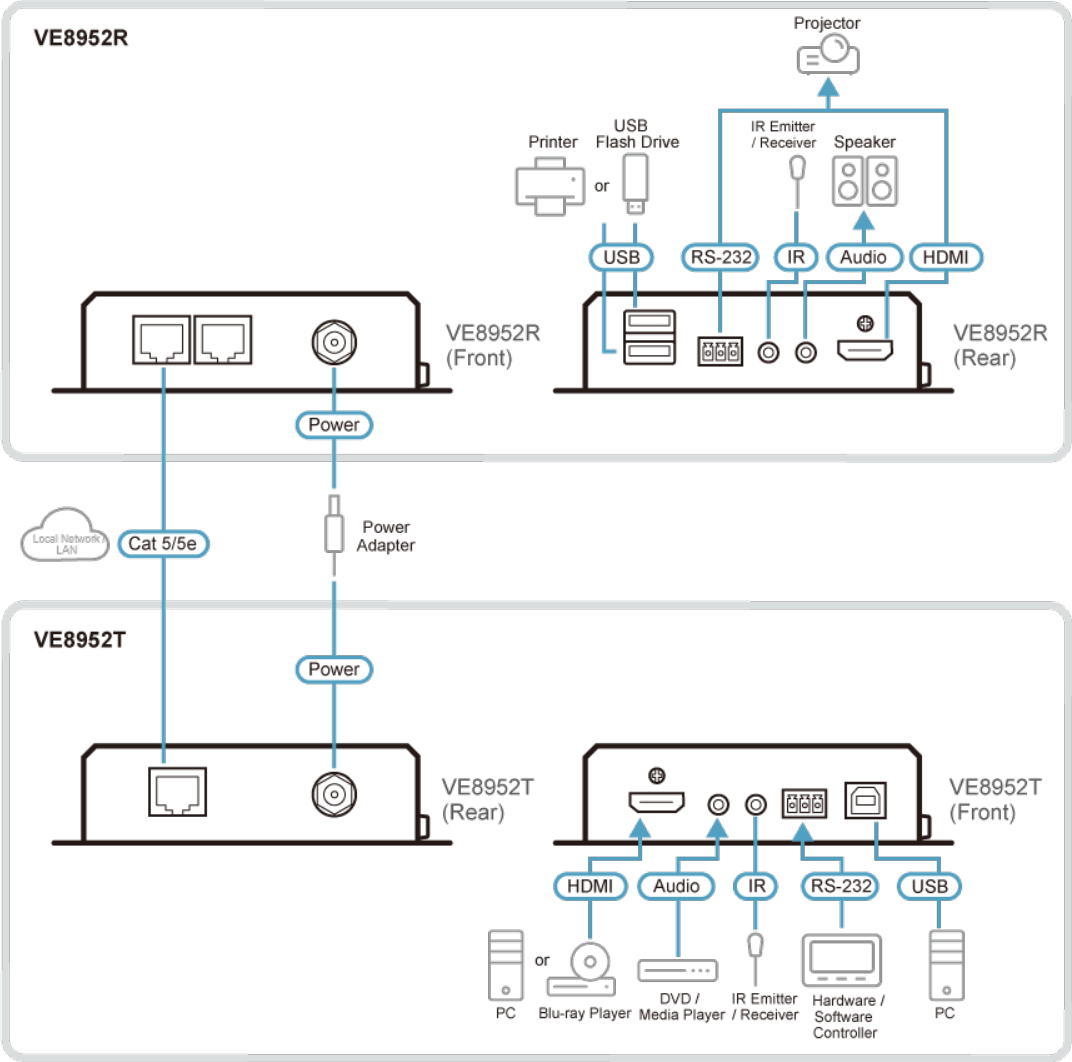 VE8952R
Projector
USB
Flash Drive
Printer
or
IR Emitter
/ Receiver
Speaker
USB
RS-232
IR
Audio
HDMI
VE8952R
(Front)
VE8952R
(Rear)
Power
Local Network /
LAN
Cat 5/5e
Power
Adapter
VE8952T
Power
VE8952T
(Rear)
VE8952T
(Front)
HDMI
Audio
IR
RS-232
USB
PC
or
Blu-ray Player
DVD /
Media Player
IR Emitter
/ Receiver
Hardware /
Software
Controller
PC